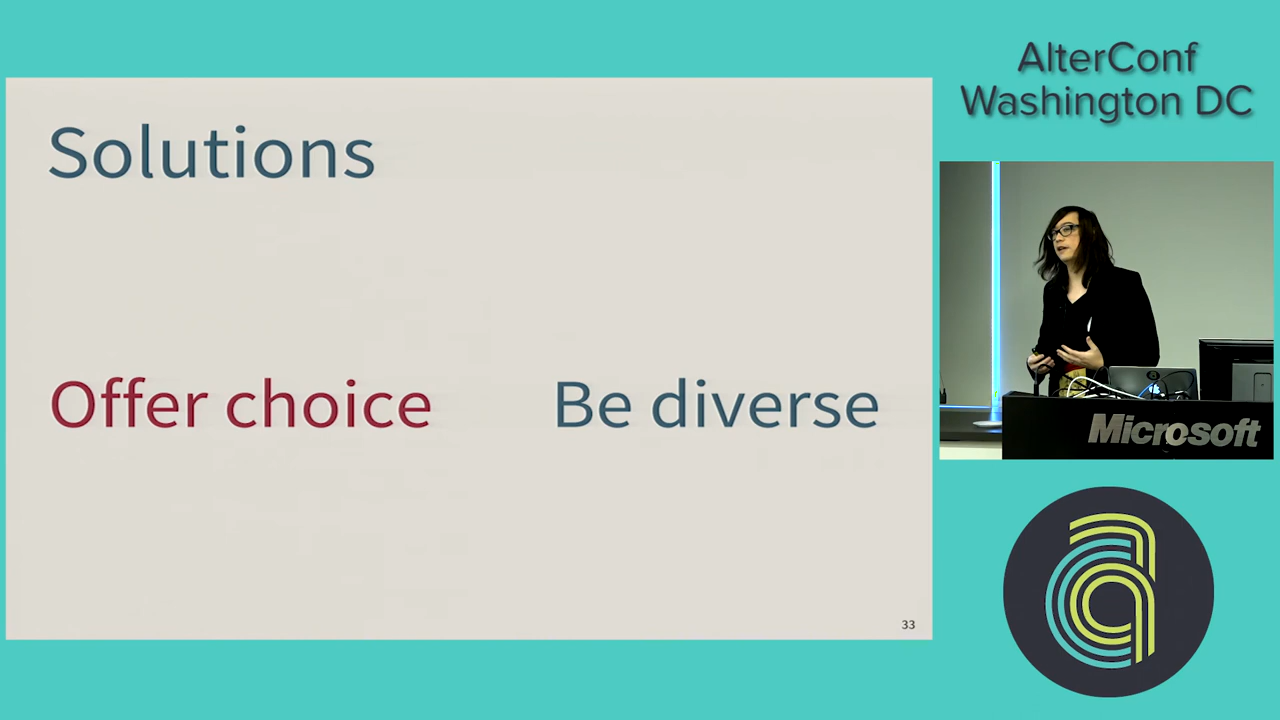 Solutions
Offer choice
Be diverse
33
AlterConf
Washington DC
Microsoft